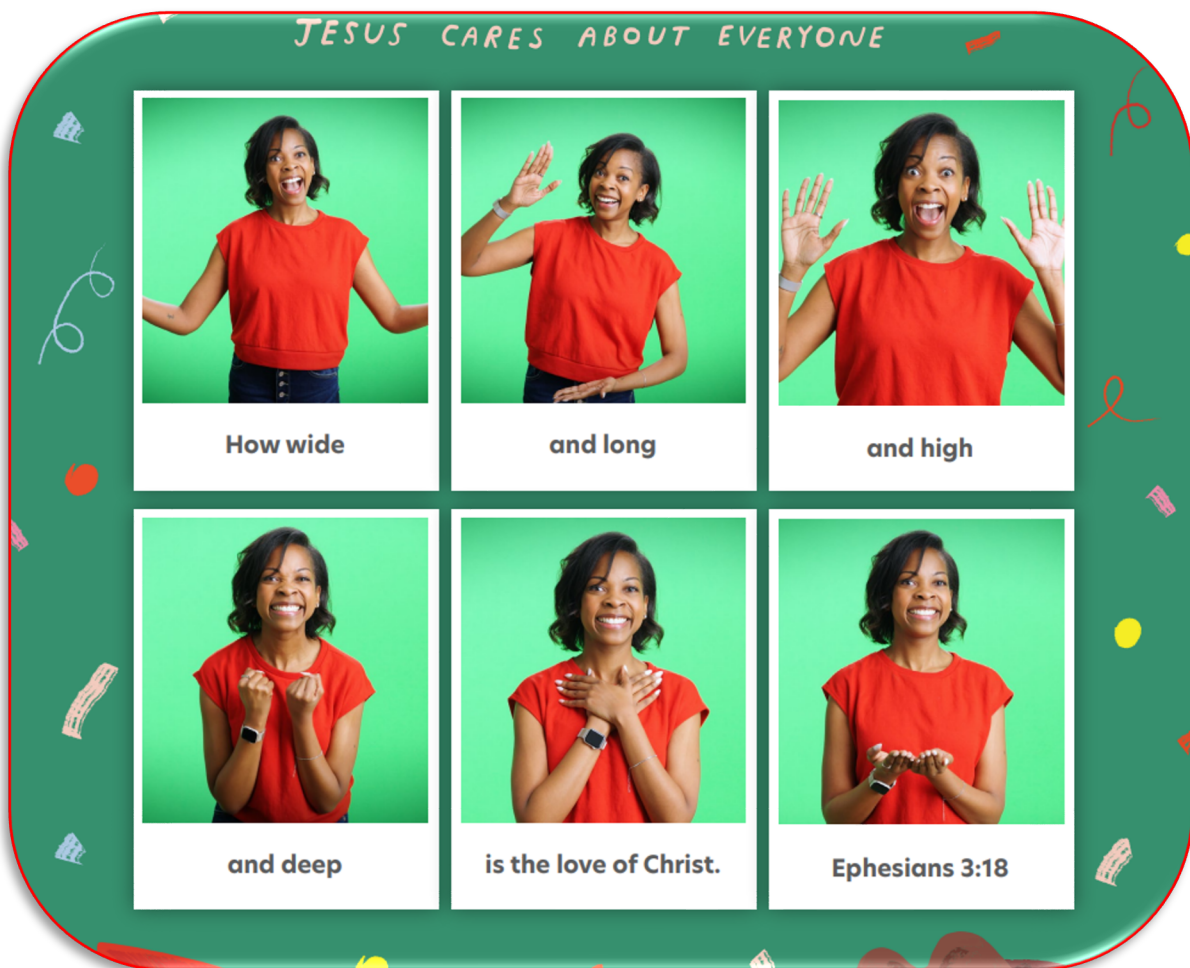 JESUS CARES ABOUT EVERYONE
How wide
and long
and high
and deep
is the love of Christ.
Ephesians 3:18